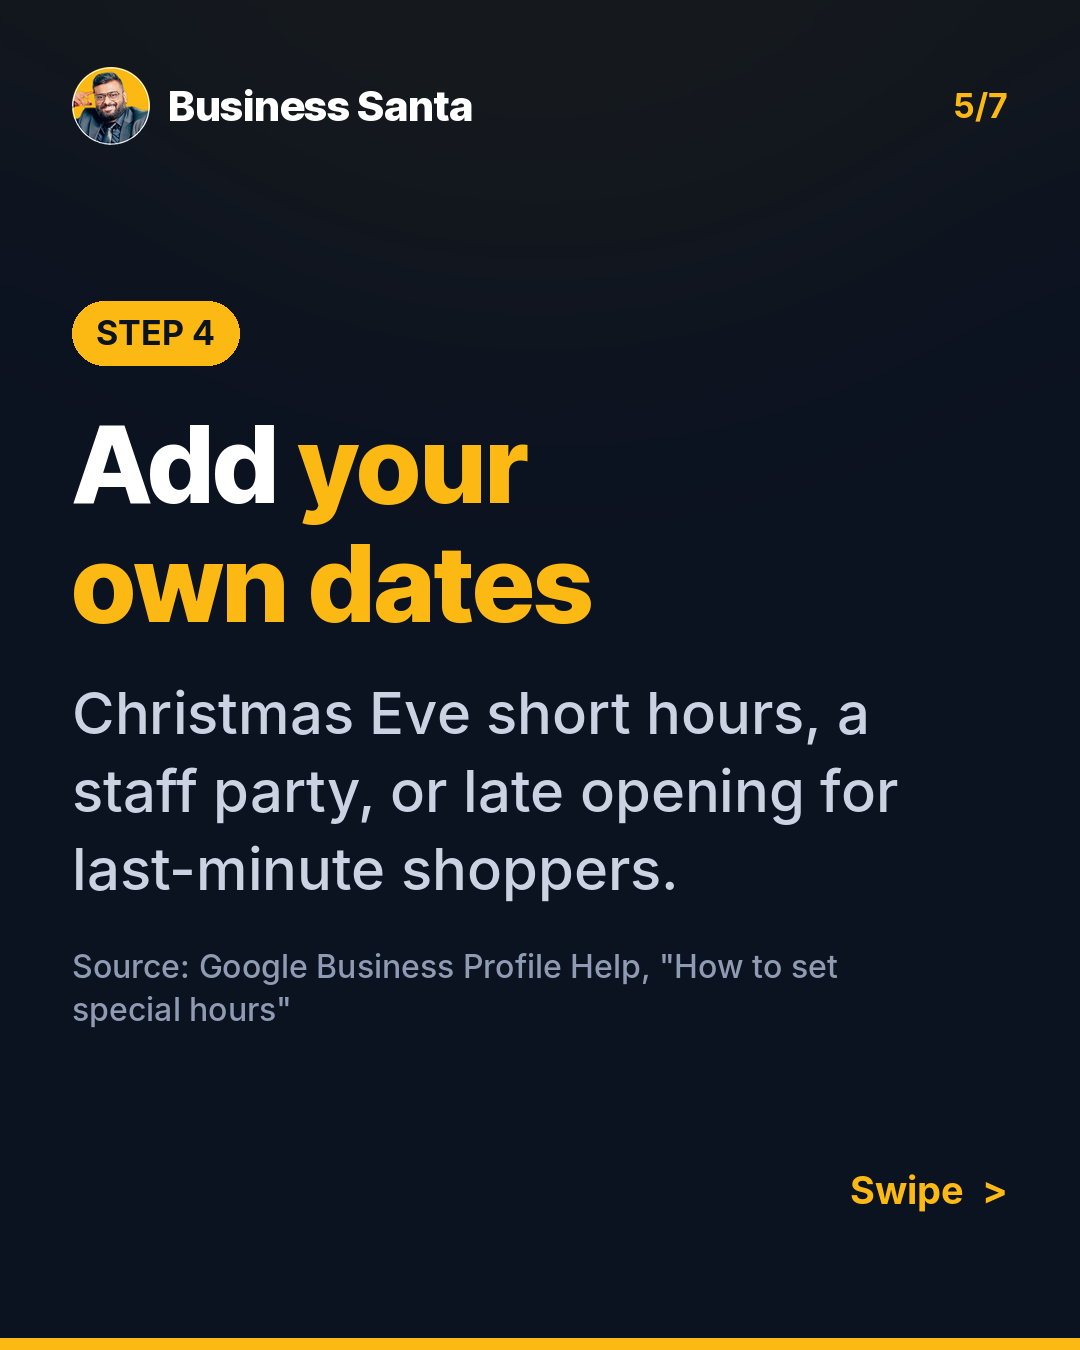 Business Santa
5/7
STEP 4
Add your
own dates
Christmas Eve short hours, a
staff party, or late opening for
last-minute shoppers.
Source: Google Business Profile Help, "How to set
special hours"
Swipe >